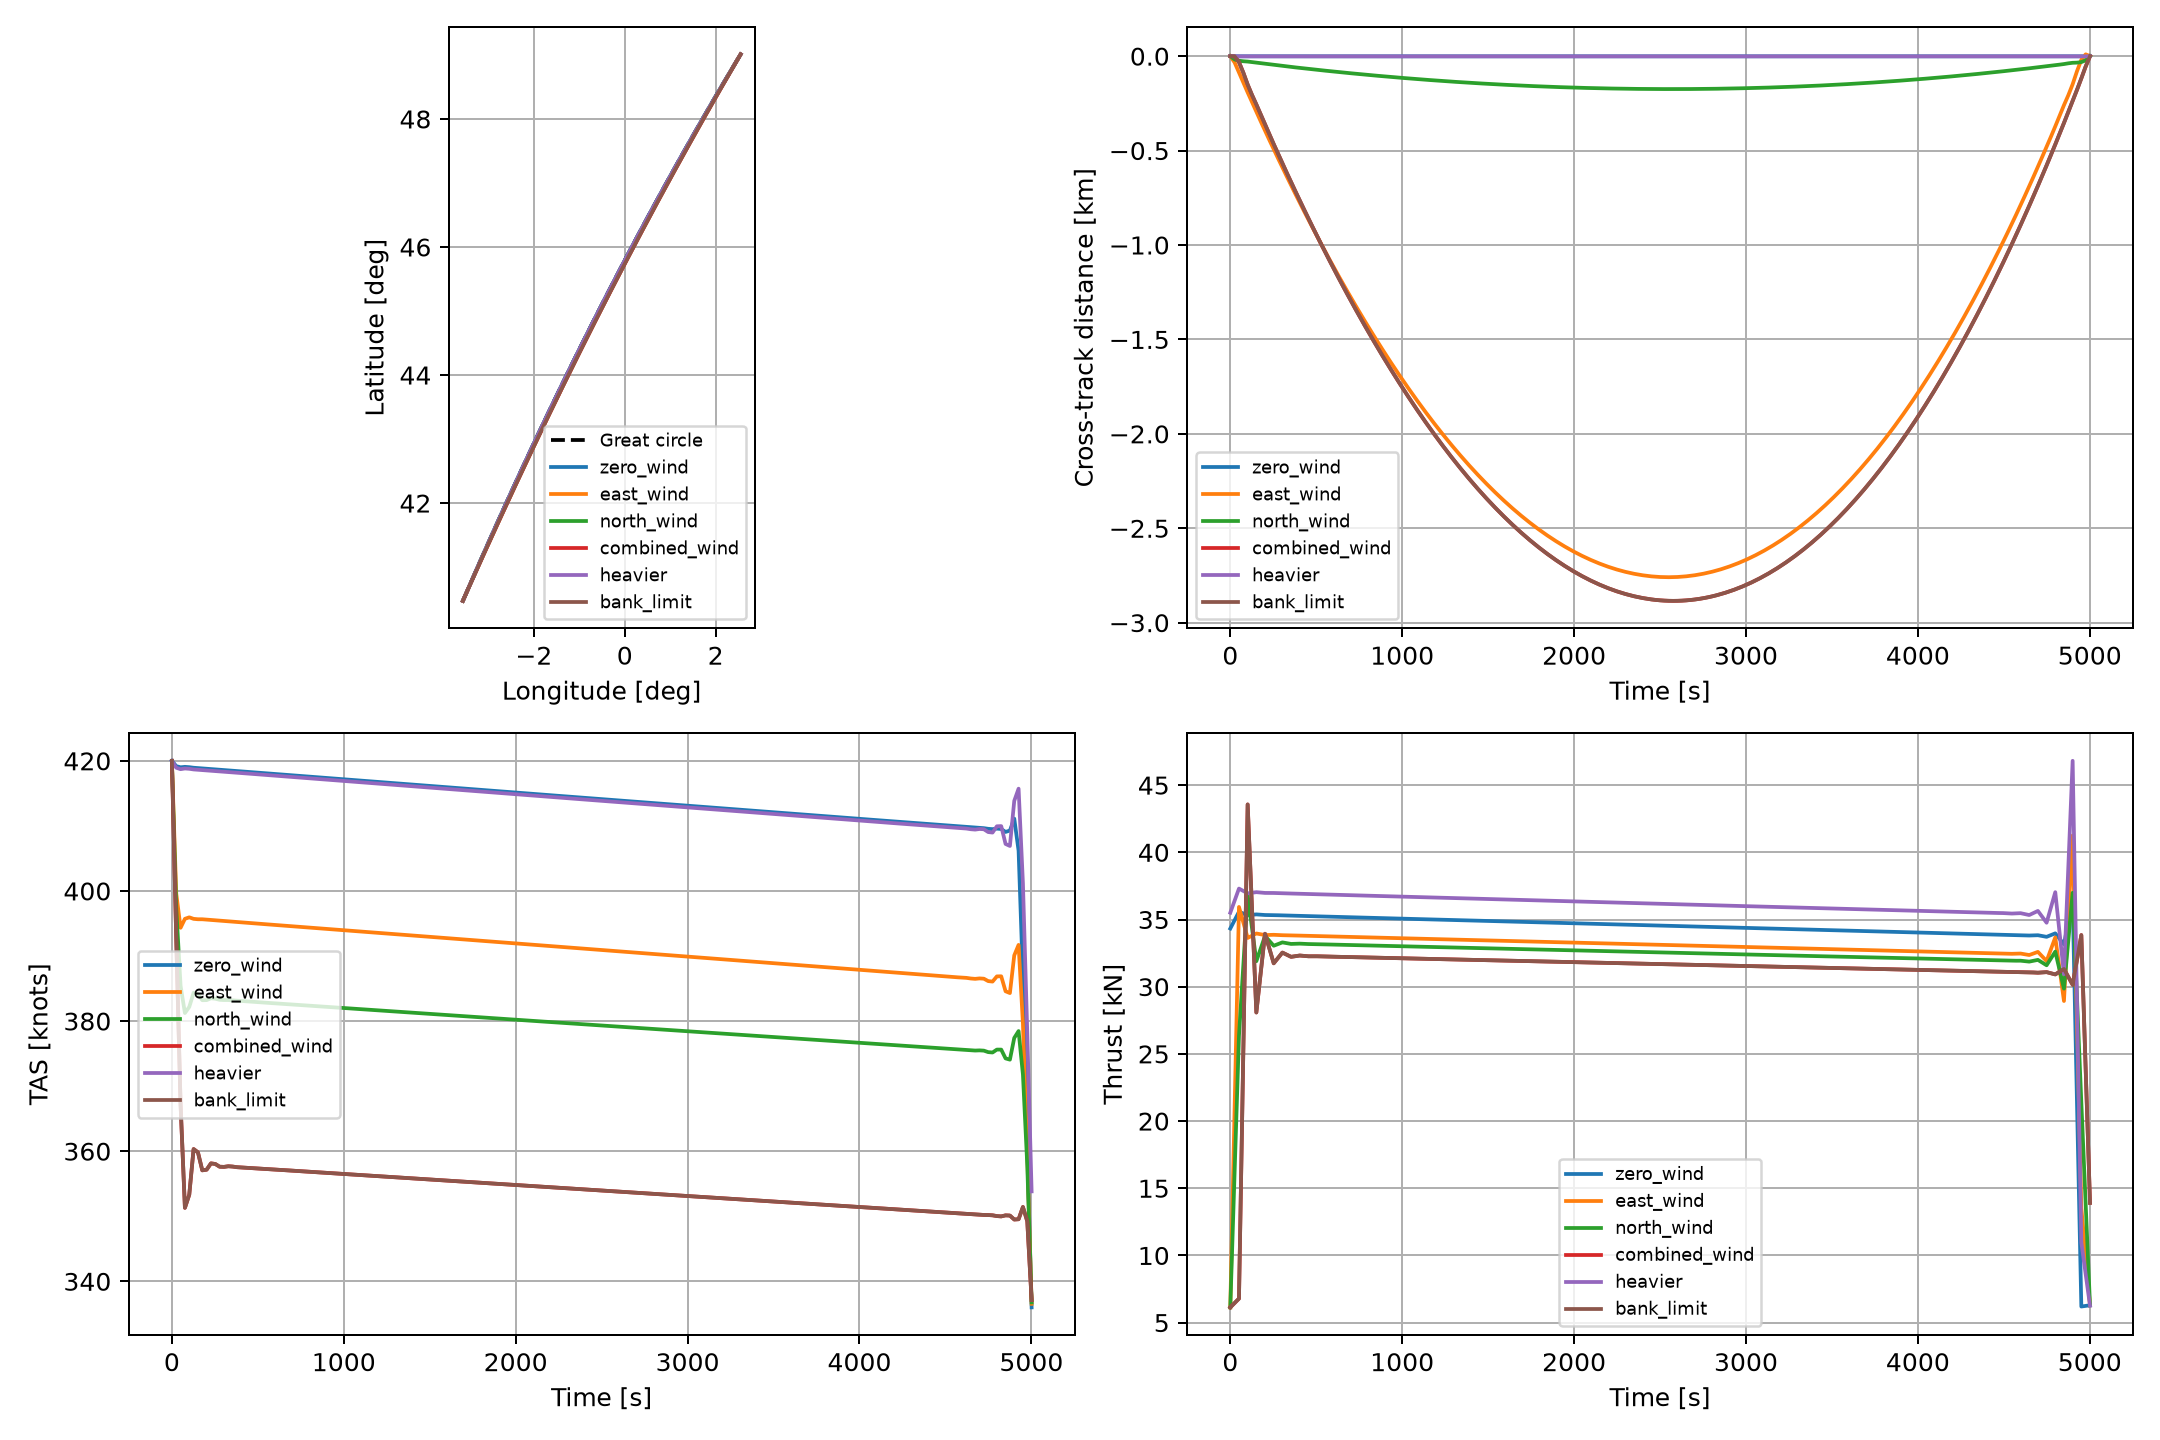 48
46
44
42
−2
0
2
Latitude [deg]
Longitude [deg]
Great circle
zero_wind
east_wind
north_wind
combined_wind
heavier
bank_limit
0.0
−0.5
−1.0
−1.5
−2.0
−2.5
−3.0
0
1000
2000
3000
4000
5000
Cross-track distance [km]
Time [s]
zero_wind
east_wind
north_wind
combined_wind
heavier
bank_limit
420
400
380
360
340
0
1000
2000
3000
4000
5000
TAS [knots]
Time [s]
zero_wind
east_wind
north_wind
combined_wind
heavier
bank_limit
45
40
35
30
25
20
15
10
5
0
1000
2000
3000
4000
5000
Thrust [kN]
Time [s]
zero_wind
east_wind
north_wind
combined_wind
heavier
bank_limit